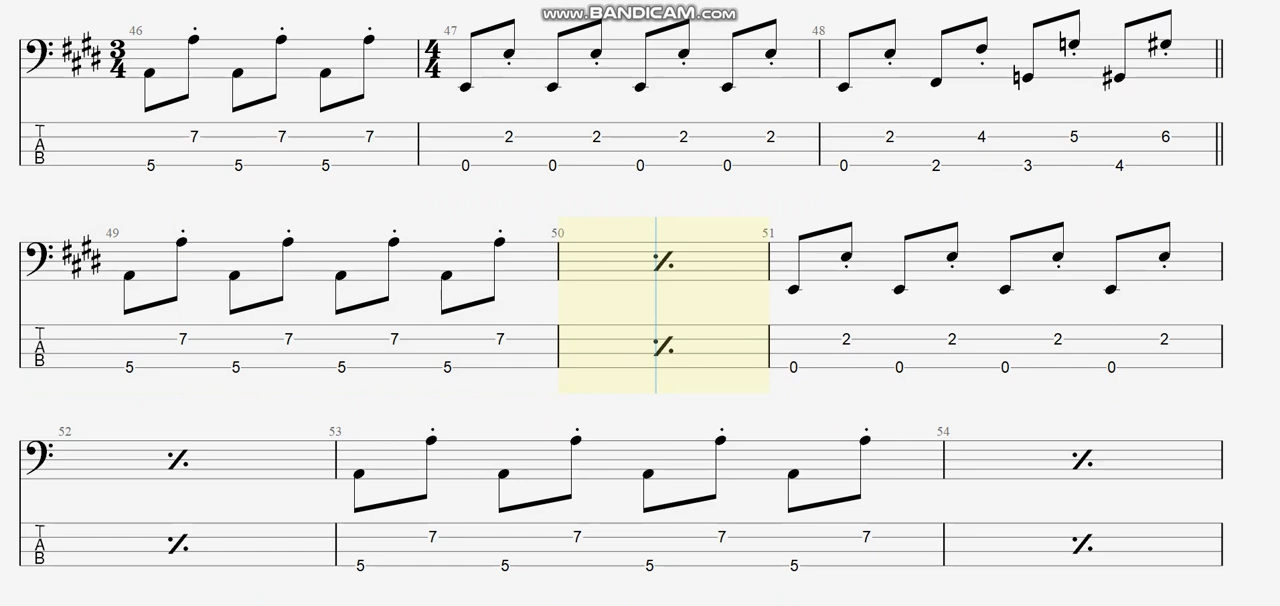 www.BANDICAM.com
46 47 48
3 4 4 4
7 7 7 2 2 2 2 2 4 5 6
T A B 5 5 5 0 0 0 0 0 2 3 4
49 50 51
7 7 7 7 2 2 2 2
T A B 5 5 5 5 0 0 0 0
52 53 54
7 7 7 7
T A B 5 5 5 5